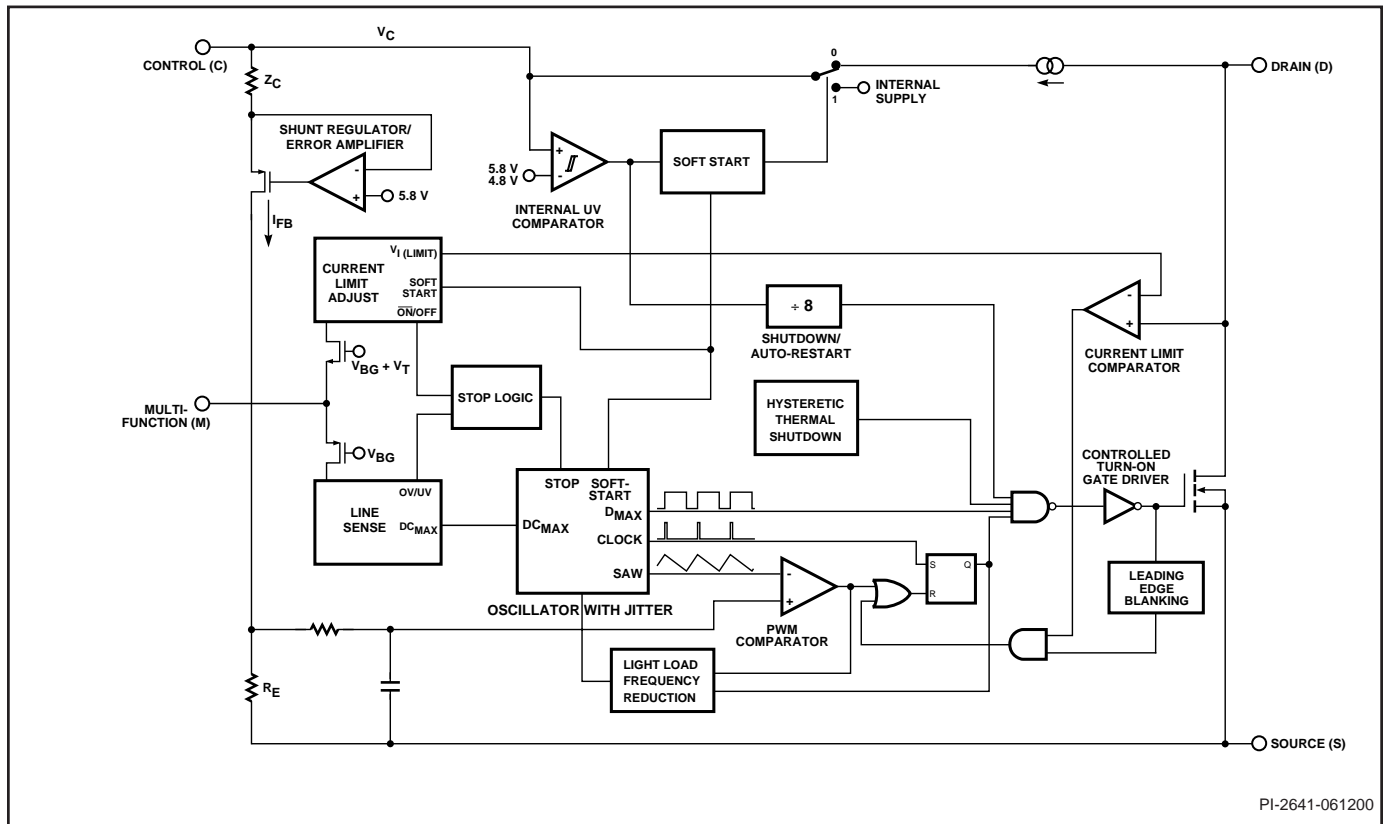 V_C
0
CONTROL (C)
DRAIN (D)
Z_C
INTERNAL
SUPPLY
1
SHUNT REGULATOR/
ERROR AMPLIFIER
-
+
5.8 V
I_FB
+
-
5.8 V
4.8 V
INTERNAL UV
COMPARATOR
SOFT START
V_I (LIMIT)
CURRENT
LIMIT
ADJUST
SOFT
START
ON/OFF
÷ 8
SHUTDOWN/
AUTO-RESTART
-
+
CURRENT LIMIT
COMPARATOR
V_BG + V_T
STOP LOGIC
MULTI-
FUNCTION (M)
HYSTERETIC
THERMAL
SHUTDOWN
V_BG
CONTROLLED
TURN-ON
GATE DRIVER
OV/UV
LINE
SENSE
DC_MAX
STOP
SOFT-
START
DC_MAX
D_MAX
CLOCK
SAW
OSCILLATOR WITH JITTER
-
+
PWM
COMPARATOR
S
Q
R
LEADING
EDGE
BLANKING
LIGHT LOAD
FREQUENCY
REDUCTION
R_E
SOURCE (S)
PI-2641-061200